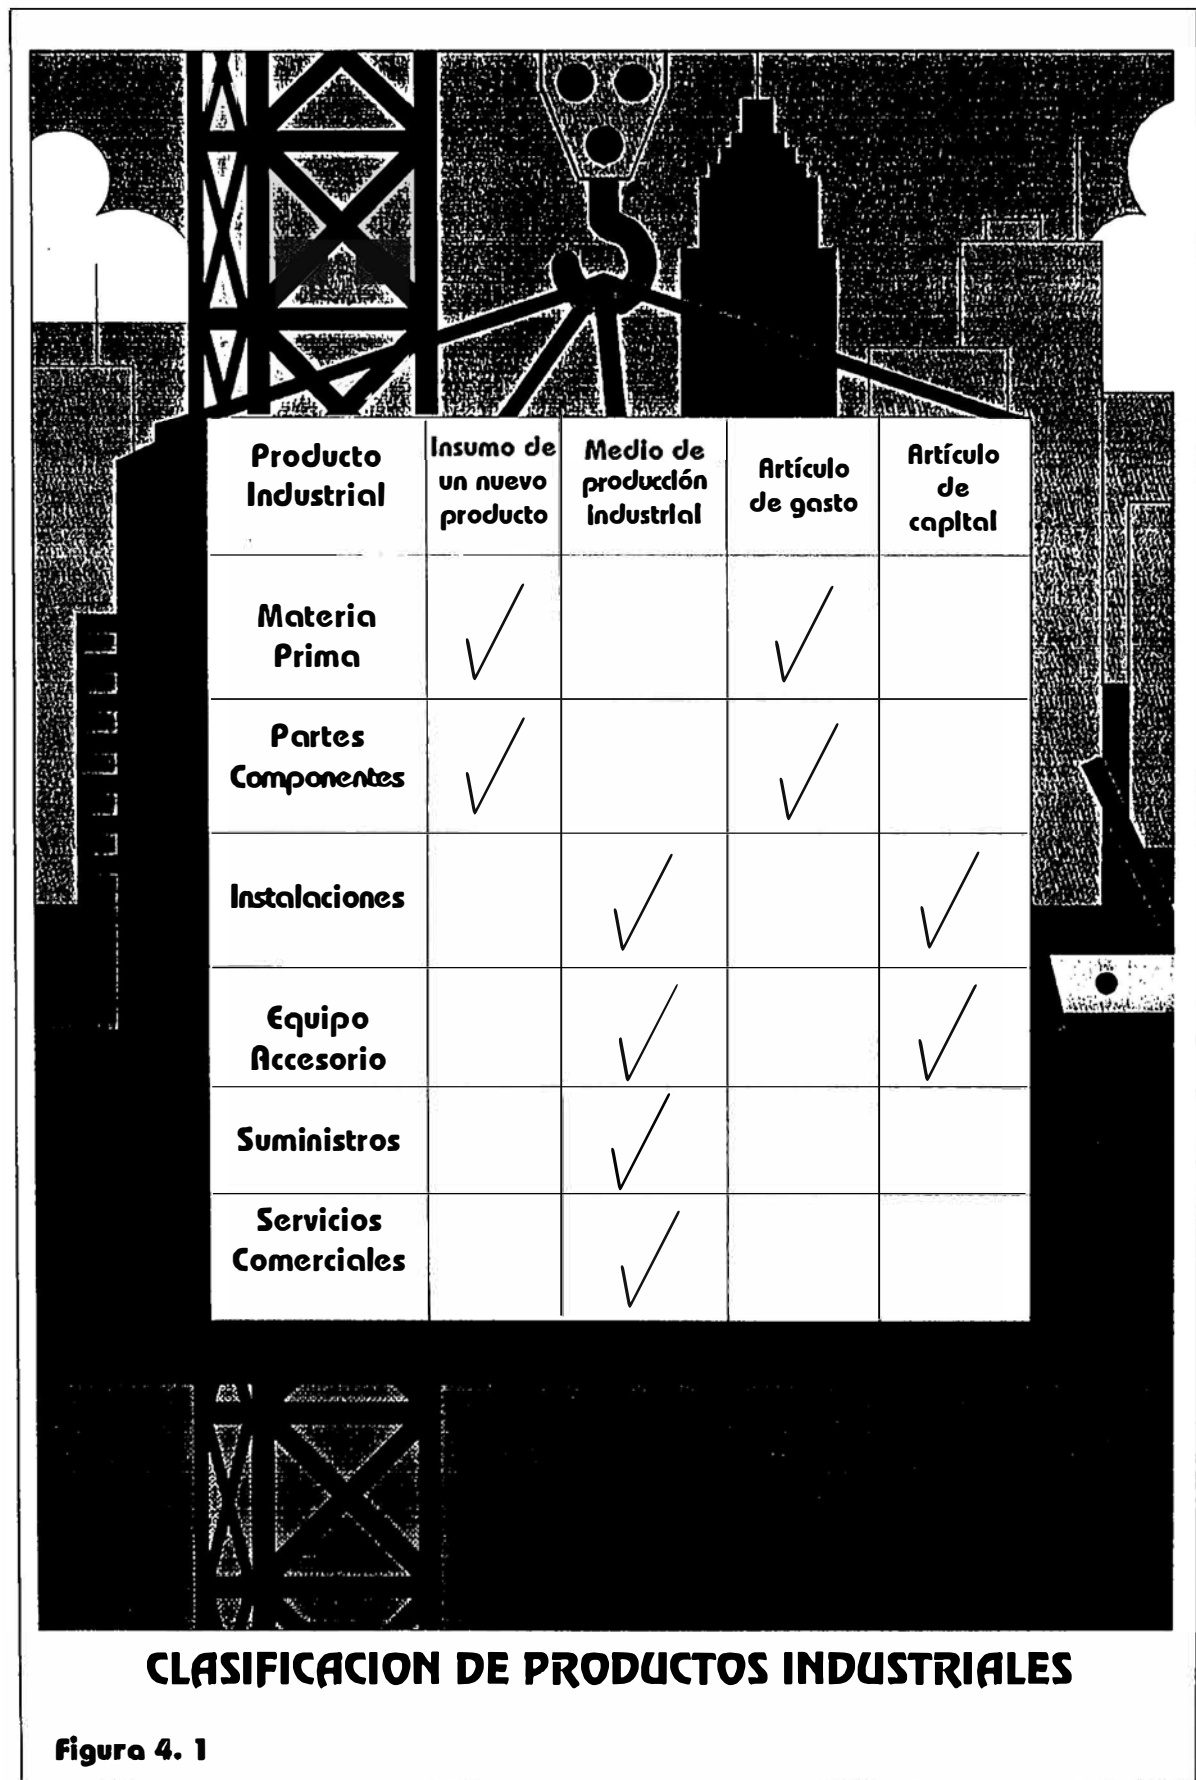 Producto Industrial
Insumo de un nuevo producto
Medio de producción industrial
Artículo de gasto
Artículo de capital
Materia Prima
✓ ✓
Partes Componentes
✓ ✓
Instalaciones
✓ ✓
Equipo Accesorio
✓ ✓
Suministros
✓
Servicios Comerciales
✓
CLASIFICACION DE PRODUCTOS INDUSTRIALES
Figura 4. 1